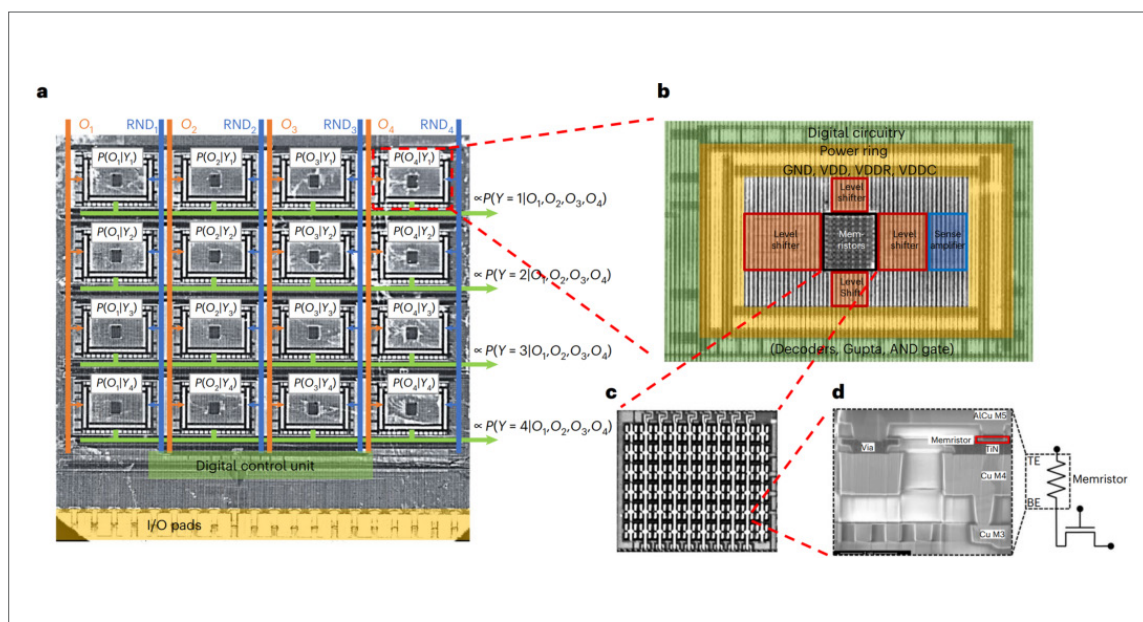 a
O₁ RND₁ O₂ RND₂ O₃ RND₃ O₄ RND₄
P(O₁|Y₁) P(O₂|Y₁) P(O₃|Y₁) P(O₄|Y₁)
∝P(Y = 1|O₁,O₂,O₃,O₄)
P(O₁|Y₂) P(O₂|Y₂) P(O₃|Y₂) P(O₄|Y₂)
∝P(Y = 2|O₁,O₂,O₃,O₄)
P(O₁|Y₃) P(O₂|Y₃) P(O₃|Y₃) P(O₄|Y₃)
∝P(Y = 3|O₁,O₂,O₃,O₄)
P(O₁|Y₄) P(O₂|Y₄) P(O₃|Y₄) P(O₄|Y₄)
∝P(Y = 4|O₁,O₂,O₃,O₄)
Digital control unit
I/O pads
b
Digital circuitry
Power ring
GND, VDD, VDDR, VDDC
Level
shifter
Level
shifter
Mem-
ristors
Level
shifter
Sense
amplifier
Level
Shift
(Decoders, Gupta, AND gate)
c
d
AlCu M5
Memristor
Via
TiN
Cu M4
Cu M3
TE
Memristor
BE